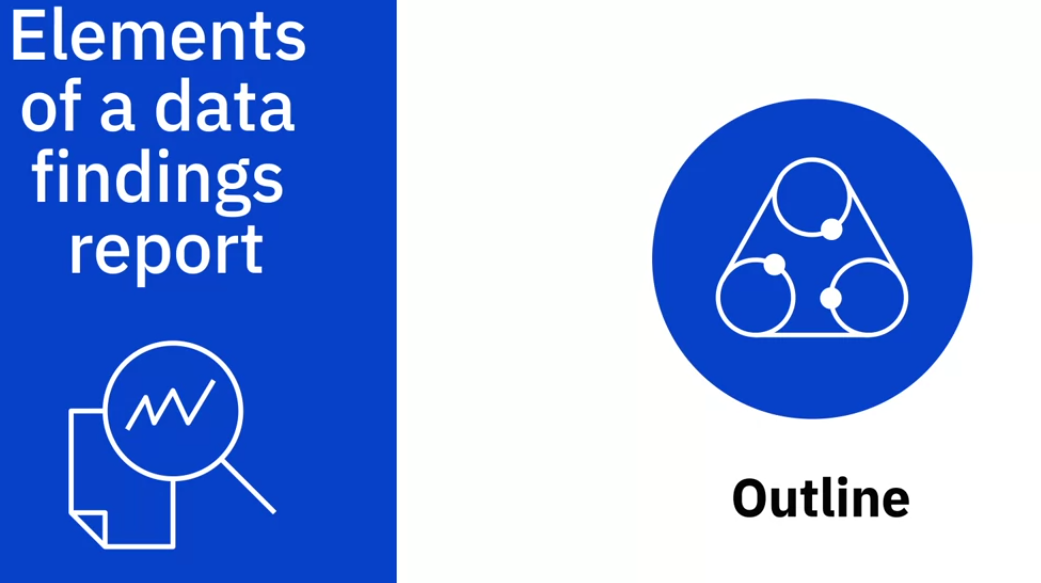 Elements
of a data
findings
report
Outline